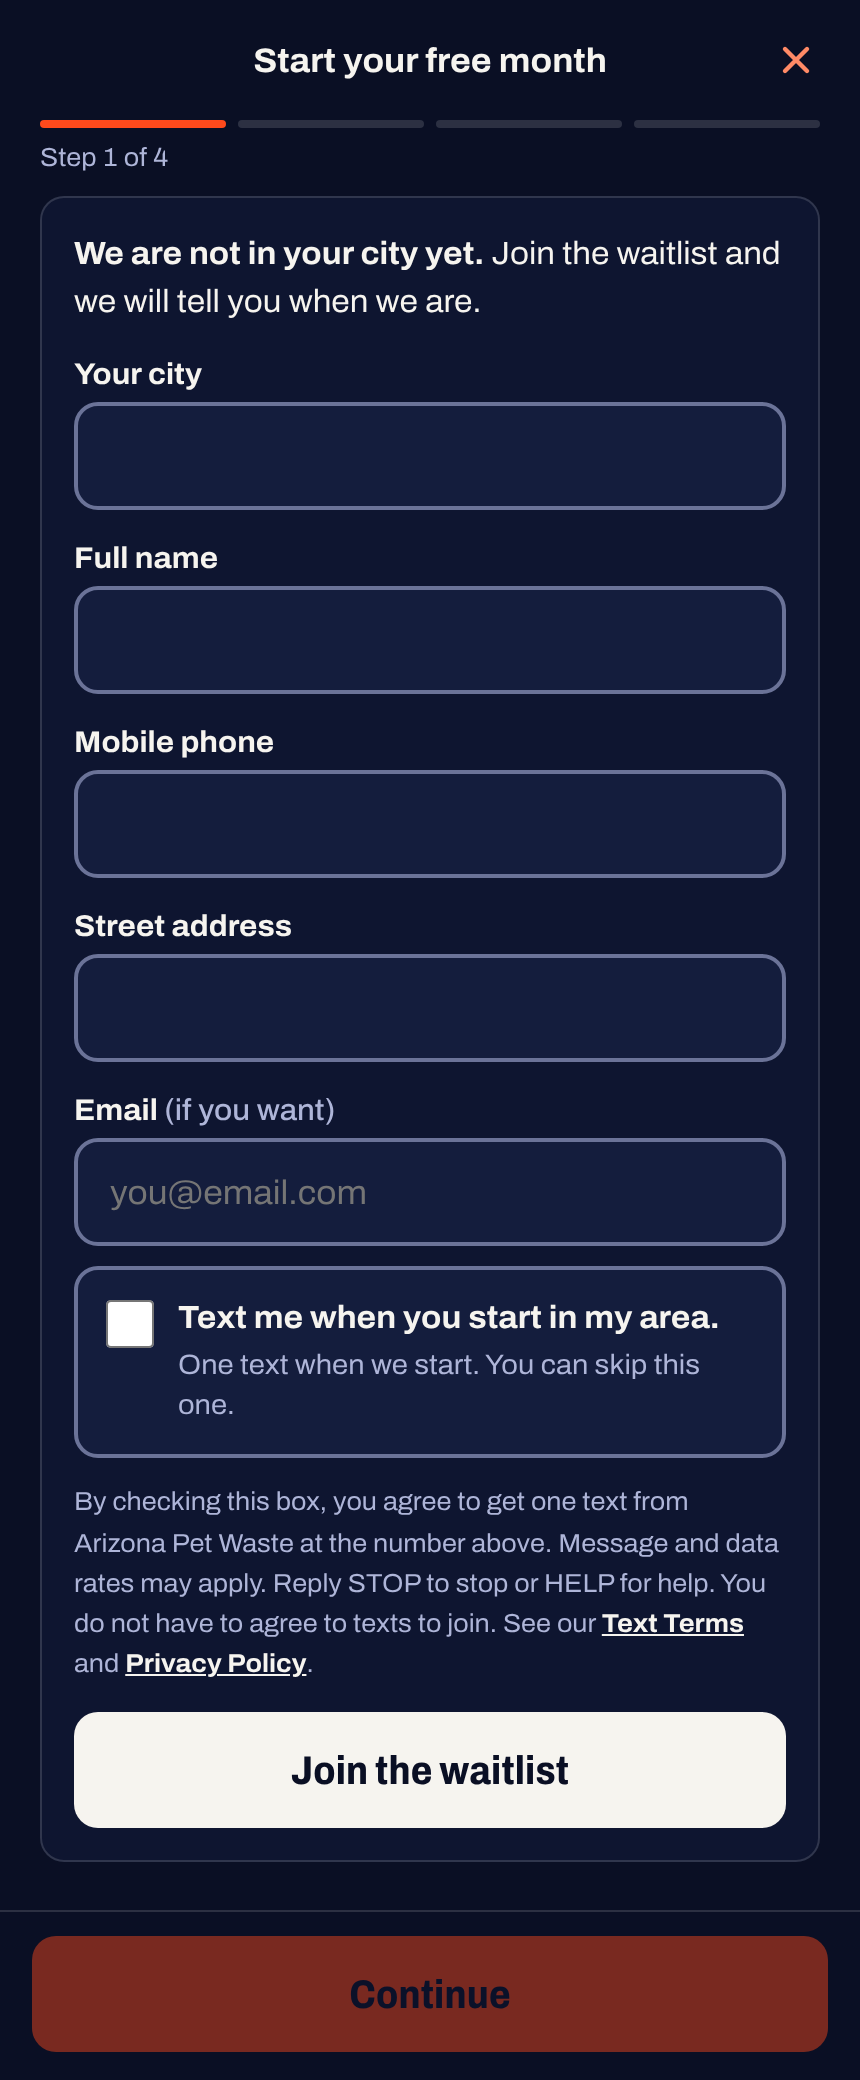 Start your free month
Step 1 of 4
We are not in your city yet. Join the waitlist and
we will tell you when we are.
Your city
Full name
Mobile phone
Street address
Email (if you want)
you@email.com
Text me when you start in my area.
One text when we start. You can skip this
one.
By checking this box, you agree to get one text from
Arizona Pet Waste at the number above. Message and data
rates may apply. Reply STOP to stop or HELP for help. You
do not have to agree to texts to join. See our Text Terms
and Privacy Policy.
Join the waitlist
Continue